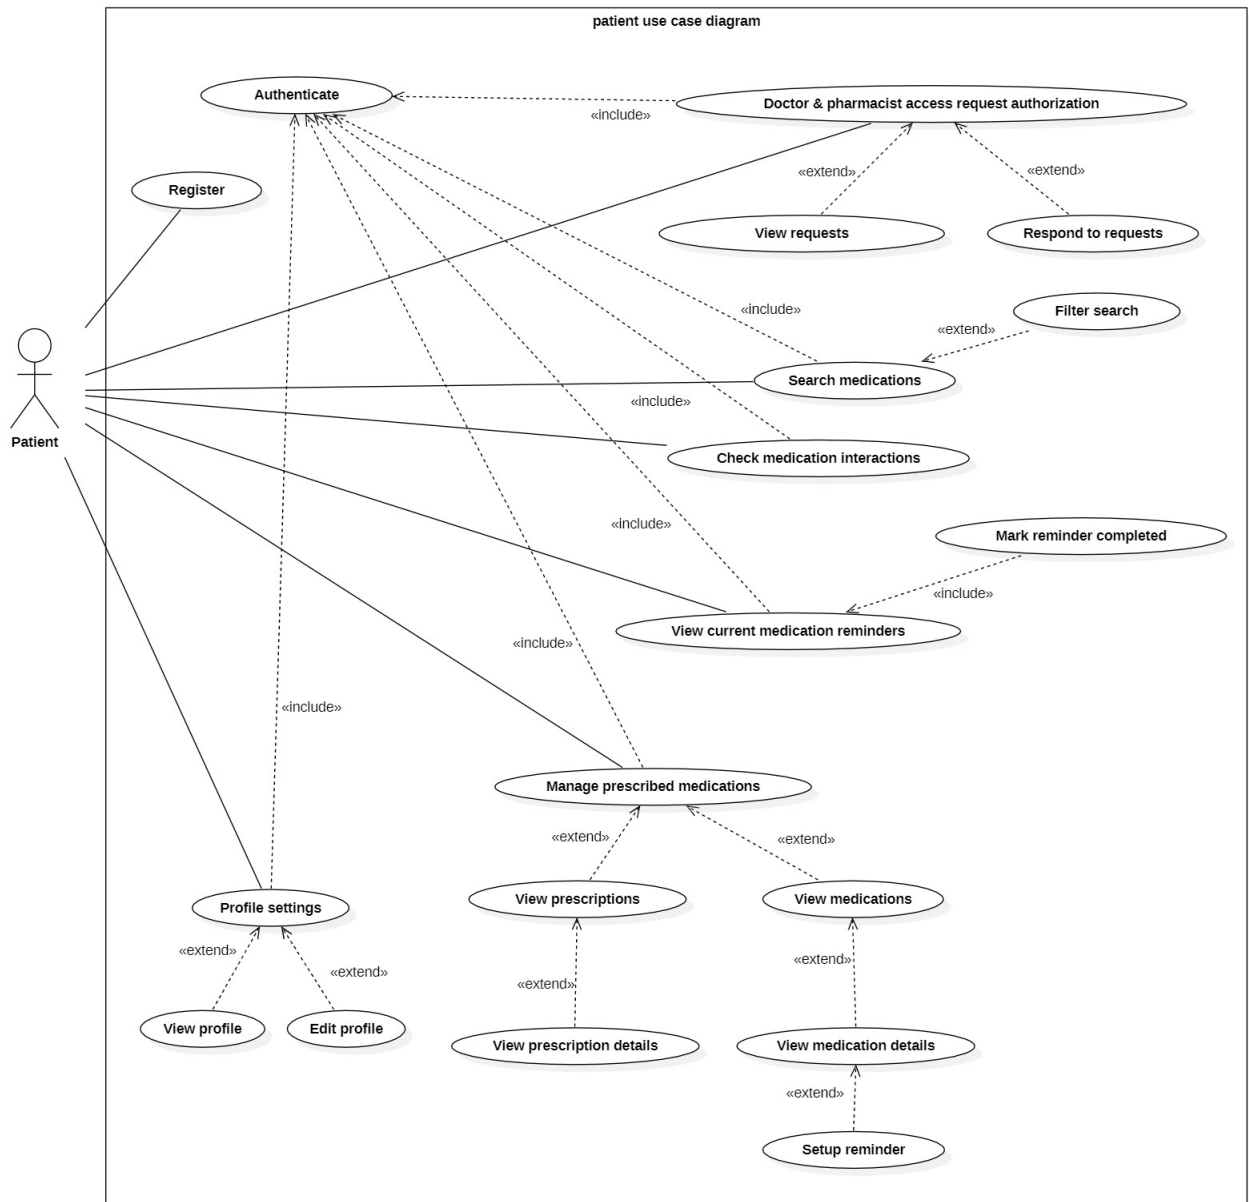 patient use case diagram
Authenticate
Doctor & pharmacist access request authorization
«include»
«extend»
«extend»
Register
View requests
Respond to requests
«include»
Filter search
«extend»
Search medications
«include»
Patient
Check medication interactions
«include»
Mark reminder completed
«include»
View current medication reminders
«include»
«include»
Manage prescribed medications
«extend»
«extend»
View prescriptions
View medications
Profile settings
«extend»
«extend»
«extend»
«extend»
View profile
Edit profile
View prescription details
View medication details
«extend»
Setup reminder